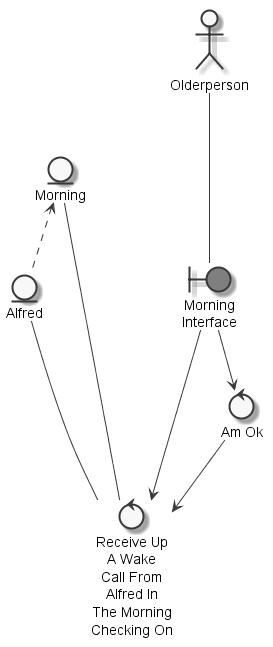 Olderperson
Morning
Alfred
Morning
Interface
Am Ok
Receive Up
A Wake
Call From
Alfred In
The Morning
Checking On